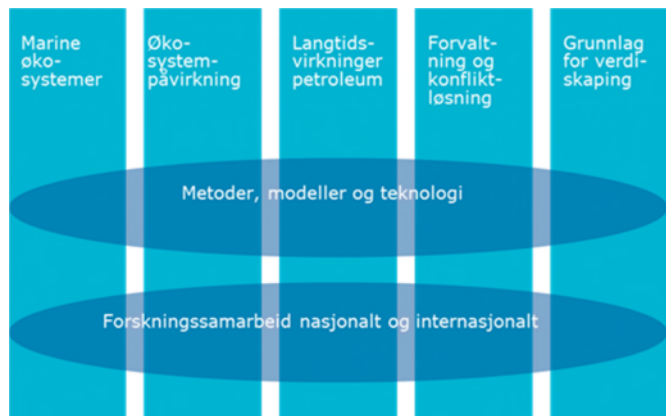 Marine
øko-
systemer
Øko-
system-
påvirkning
Langtids-
virkninger
petroleum
Forvalt-
ning og
konflikt-
løsning
Grunnlag
for verdi-
skaping
Metoder, modeller og teknologi
Forskningssamarbeid nasjonalt og internasjonalt